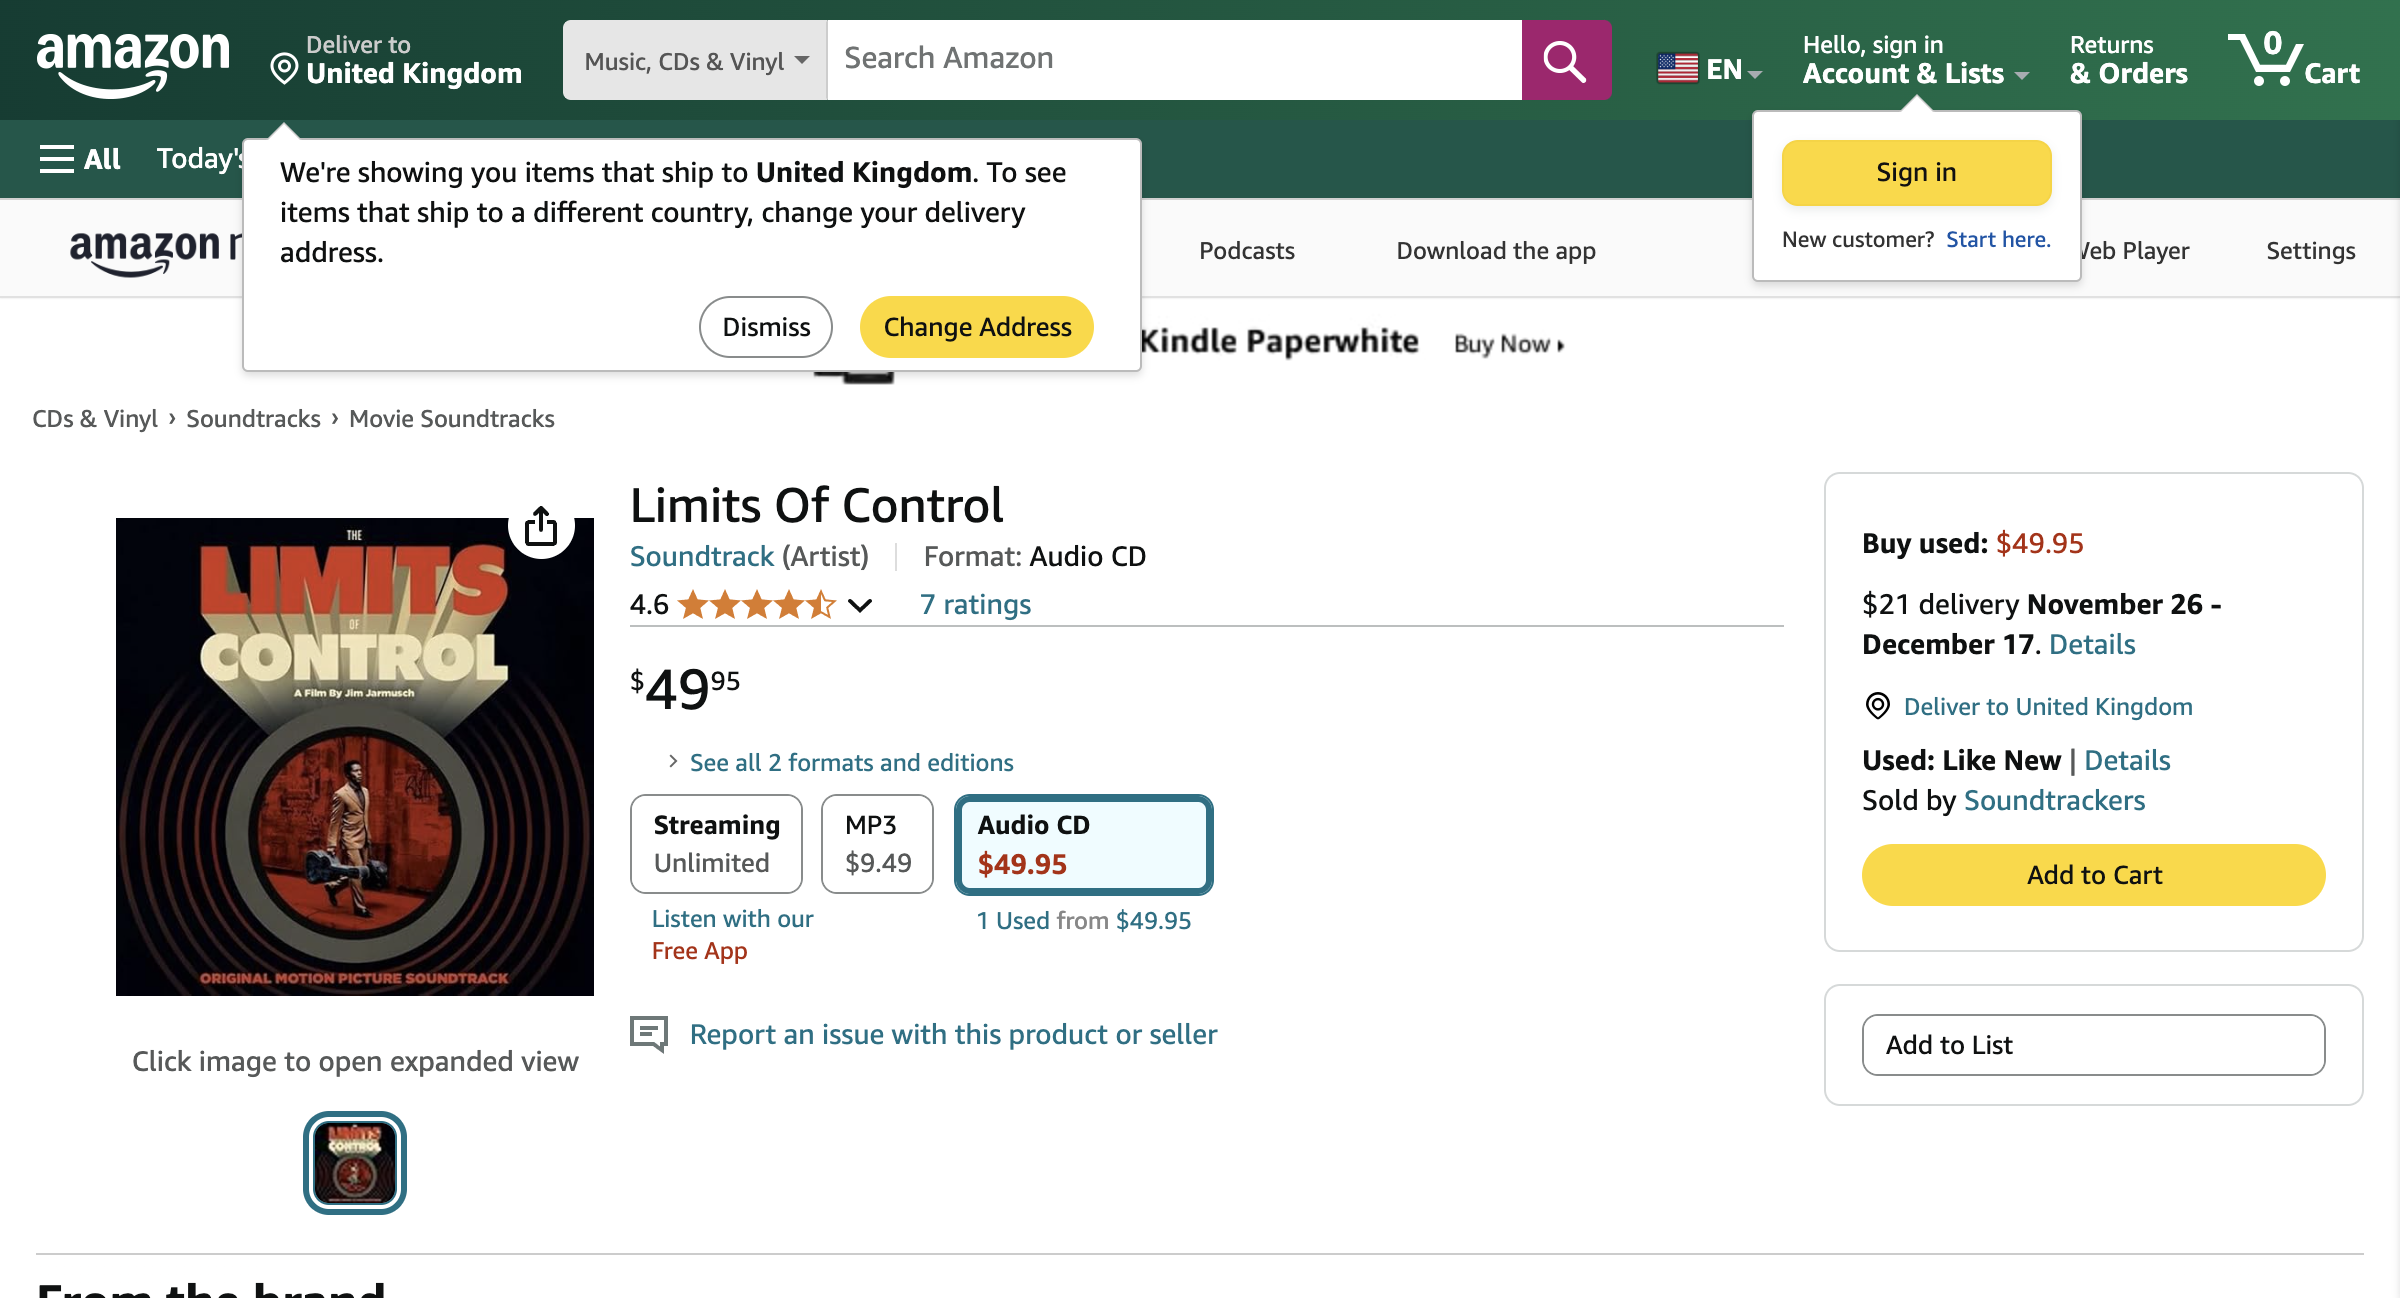 amazon
Deliver to
United Kingdom
Music, CDs & Vinyl
Search Amazon
EN
Hello, sign in
Account & Lists
Returns
& Orders
0
Cart
All
Today's
We're showing you items that ship to United Kingdom. To see
items that ship to a different country, change your delivery
address.
Dismiss
Change Address
Sign in
New customer? Start here.
amazon
Podcasts
Download the app
Web Player
Settings
Kindle Paperwhite
Buy Now
CDs & Vinyl › Soundtracks › Movie Soundtracks
THE
LIMITS
OF
CONTROL
A Film By Jim Jarmusch
ORIGINAL MOTION PICTURE SOUNDTRACK
Click image to open expanded view
LIMITS
CONTROL
Limits Of Control
Soundtrack (Artist)
Format: Audio CD
4.6
7 ratings
$49 95
› See all 2 formats and editions
Streaming
Unlimited
MP3
$9.49
Audio CD
$49.95
Listen with our
Free App
1 Used from $49.95
Report an issue with this product or seller
Buy used: $49.95
$21 delivery November 26 -
December 17. Details
Deliver to United Kingdom
Used: Like New | Details
Sold by Soundtrackers
Add to Cart
Add to List
From the brand